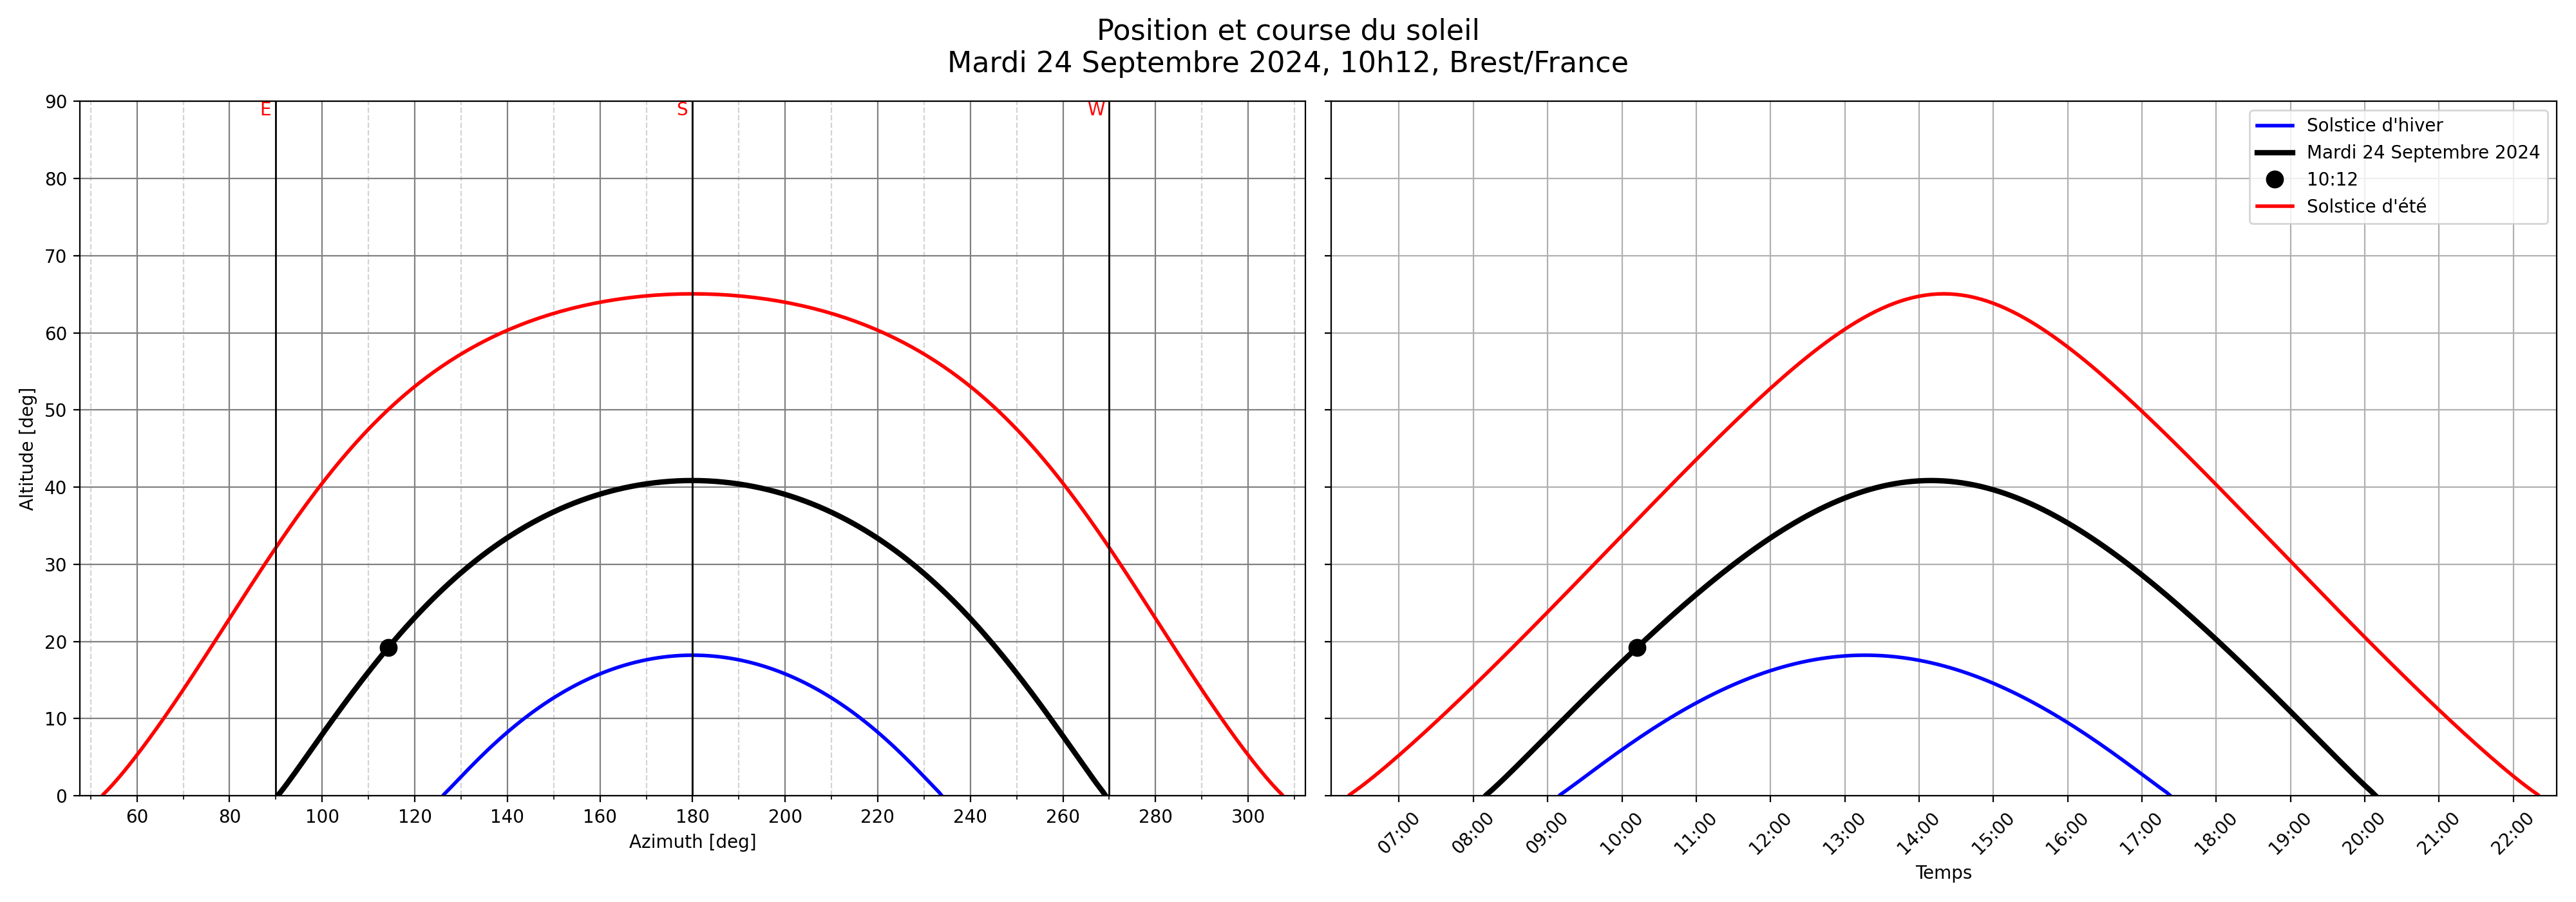 Position et course du soleil
Mardi 24 Septembre 2024, 10h12, Brest/France
E
S
W
90
80
70
60
50
40
30
20
10
0
Altitude [deg]
60 80 100 120 140 160 180 200 220 240 260 280 300
Azimuth [deg]
Solstice d'hiver
Mardi 24 Septembre 2024
10:12
Solstice d'été
07:00 08:00 09:00 10:00 11:00 12:00 13:00 14:00 15:00 16:00 17:00 18:00 19:00 20:00 21:00 22:00
Temps